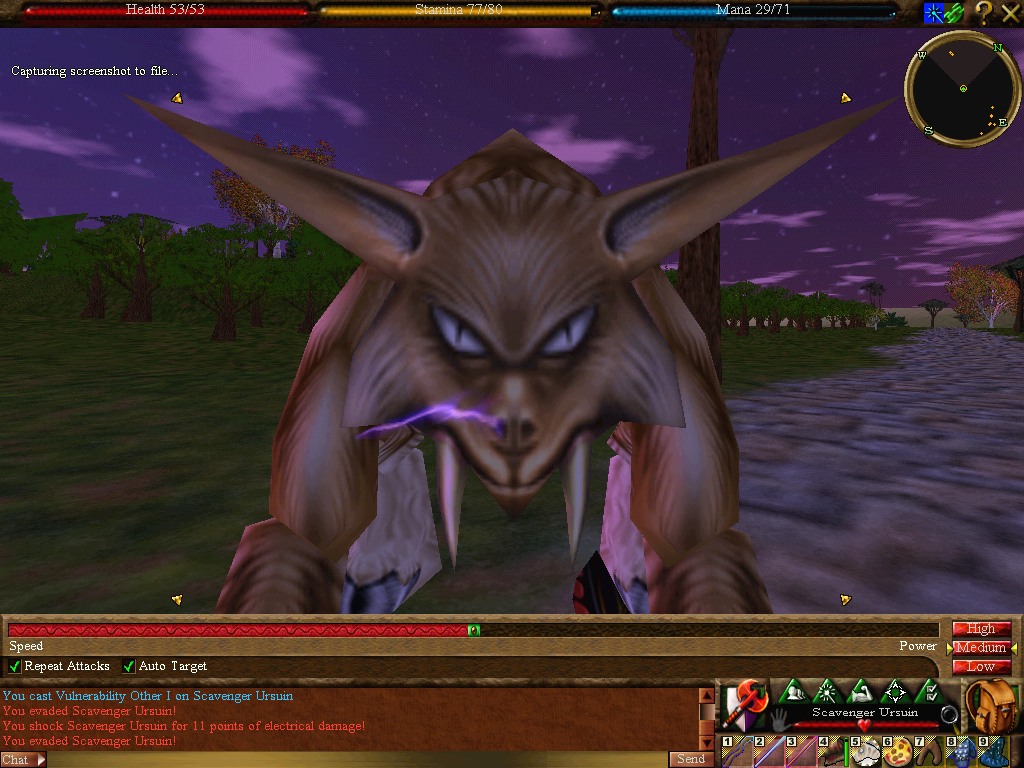 Health 53/53
Stamina 77/80
Mana 29/71
Capturing screenshot to file...
W
N
S
E
Speed
Power
High
Medium
Low
Repeat Attacks
Auto Target
You cast Vulnerability Other I on Scavenger Ursuin
You evaded Scavenger Ursuin!
You shock Scavenger Ursuin for 11 points of electrical damage!
You evaded Scavenger Ursuin!
Scavenger Ursuin
1 2 3 4 5 6 7 8 9
Chat
Send